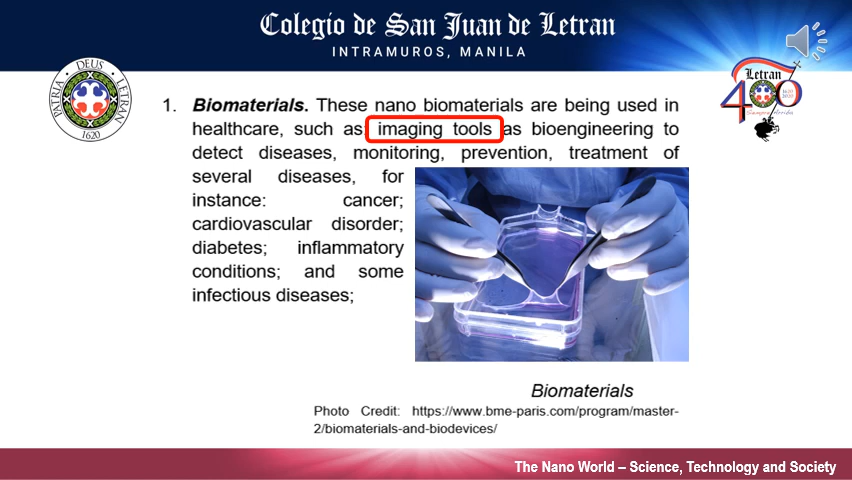 Colegio de San Juan de Letran
INTRAMUROS, MANILA
DEUS
PATRIA
LETRAN
1620
Letran
400
1. Biomaterials. These nano biomaterials are being used in
healthcare, such as: imaging tools as bioengineering to
detect diseases, monitoring, prevention, treatment of
several diseases, for
instance: cancer;
cardiovascular disorder;
diabetes; inflammatory
conditions; and some
infectious diseases;
Biomaterials
Photo Credit: https://www.bme-paris.com/program/master-
2/biomaterials-and-biodevices/
The Nano World – Science, Technology and Society